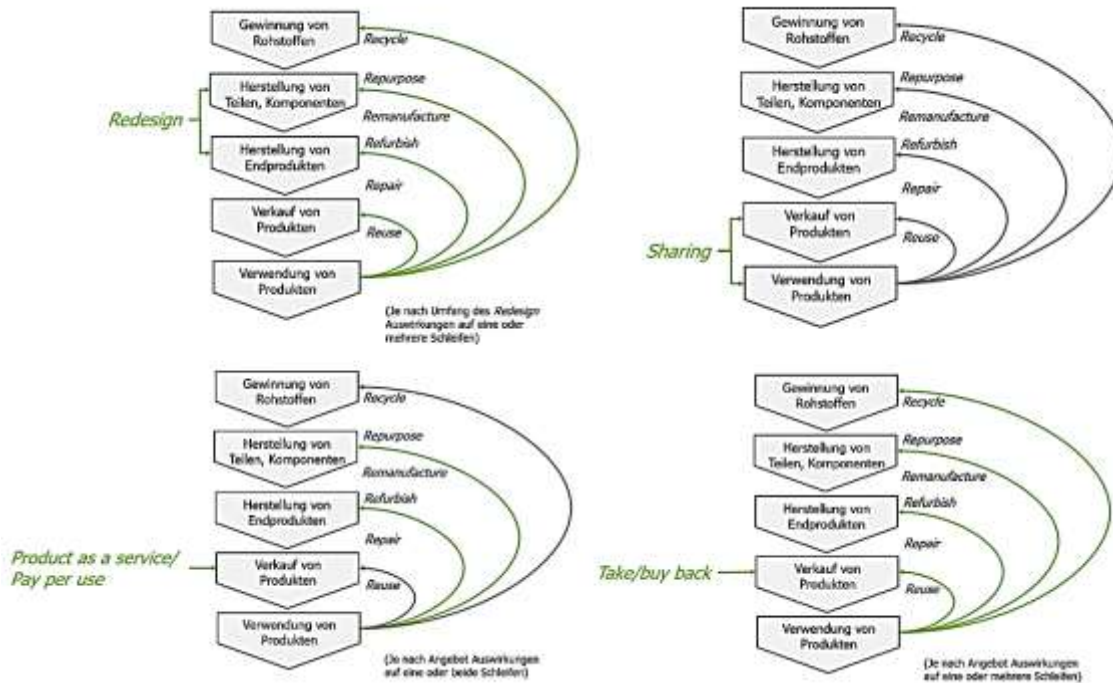 Gewinnung von
Rohstoffen
Recycle
Herstellung von
Teilen, Komponenten
Repurpose
Remanufacture
Redesign
Herstellung von
Endprodukten
Refurbish
Repair
Verkauf von
Produkten
Reuse
Verwendung von
Produkten
(Je nach Umfang des Redesign
Auswirkungen auf eine oder
mehrere Schleifen)
Gewinnung von
Rohstoffen
Recycle
Herstellung von
Teilen, Komponenten
Repurpose
Remanufacture
Herstellung von
Endprodukten
Refurbish
Repair
Verkauf von
Produkten
Reuse
Sharing
Verwendung von
Produkten
Gewinnung von
Rohstoffen
Recycle
Herstellung von
Teilen, Komponenten
Repurpose
Remanufacture
Herstellung von
Endprodukten
Refurbish
Repair
Product as a service/
Pay per use
Verkauf von
Produkten
Reuse
Verwendung von
Produkten
(Je nach Angebot Auswirkungen
auf eine oder beide Schleifen)
Gewinnung von
Rohstoffen
Recycle
Herstellung von
Teilen, Komponenten
Repurpose
Remanufacture
Herstellung von
Endprodukten
Refurbish
Repair
Take/buy back
Verkauf von
Produkten
Reuse
Verwendung von
Produkten
(Je nach Angebot Auswirkungen
auf eine oder mehrere Schleifen)